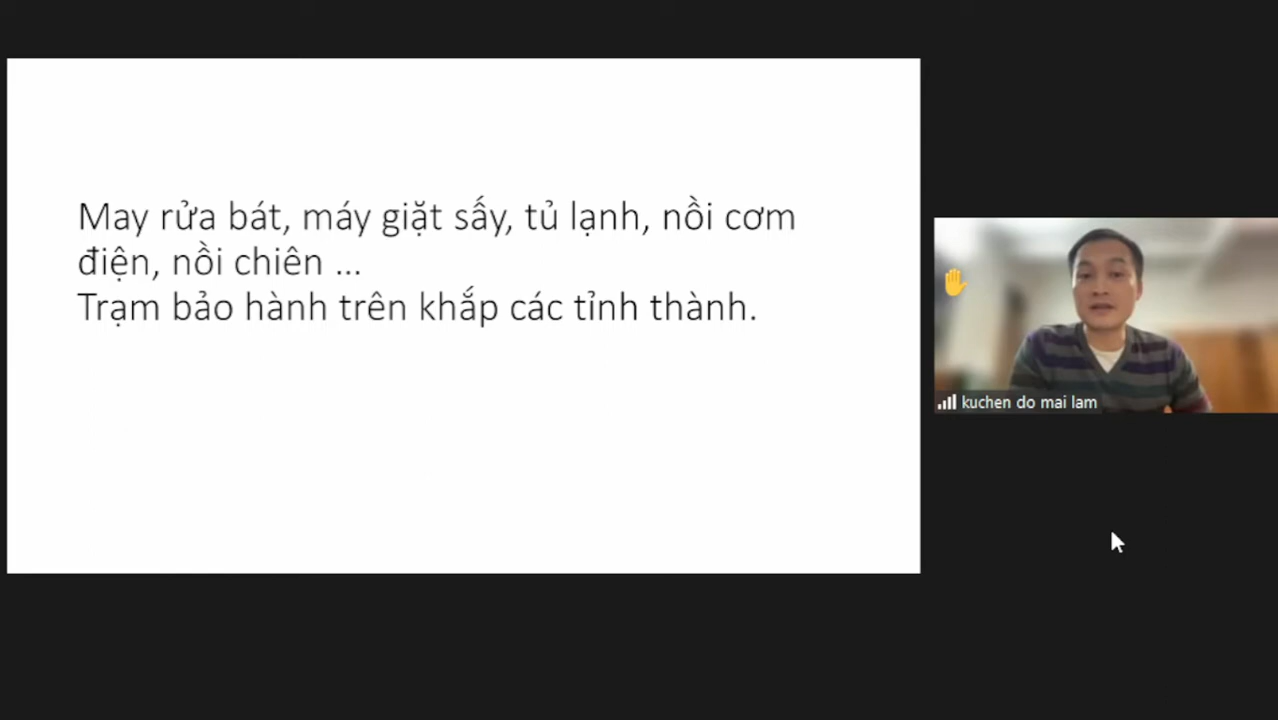 May rửa bát, máy giặt sấy, tủ lạnh, nồi cơm
điện, nồi chiên ...
Trạm bảo hành trên khắp các tỉnh thành.
kuchen do mai lam